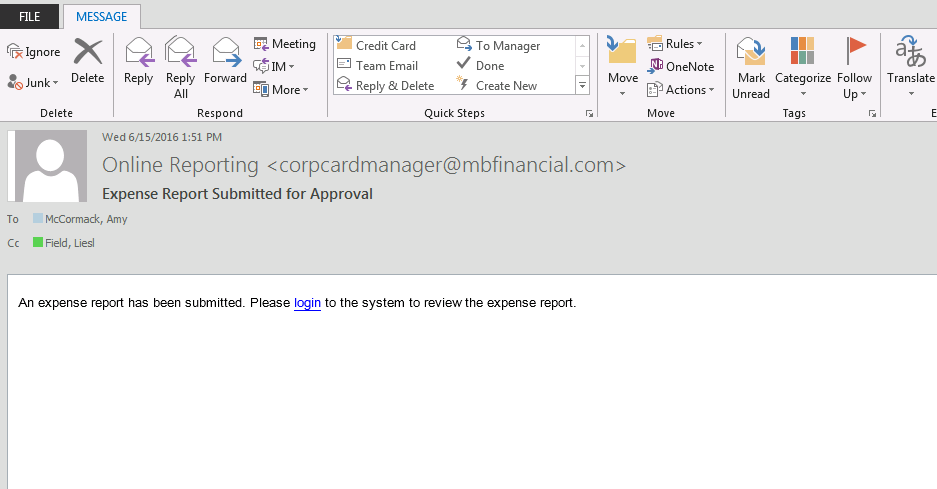 FILE MESSAGE
Ignore
Junk
Delete
Reply
Reply All
Forward
Meeting
IM
More
Credit Card
Team Email
Reply & Delete
To Manager
Done
Create New
Move
Rules
OneNote
Actions
Mark Unread
Categorize
Follow Up
Translate
Delete Respond Quick Steps Move Tags E
Wed 6/15/2016 1:51 PM
Online Reporting <corpcardmanager@mbfinancial.com>
Expense Report Submitted for Approval
To McCormack, Amy
Cc Field, Liesl
An expense report has been submitted. Please login to the system to review the expense report.